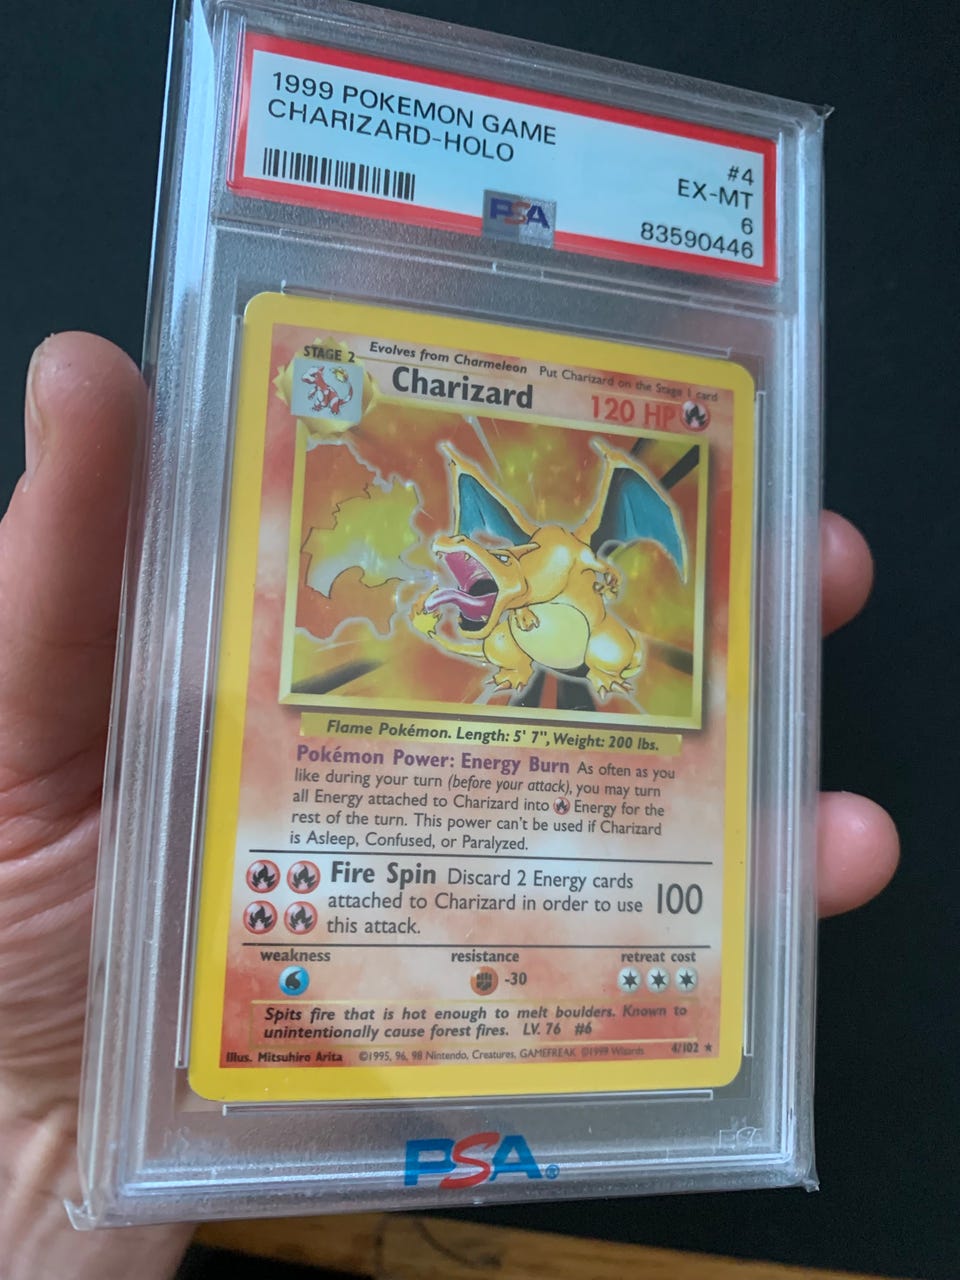 1999 POKEMON GAME
CHARIZARD-HOLO
#4
EX-MT
6
83590446
PSA
STAGE 2
Evolves from Charmeleon
Put Charizard on the Stage 1 card
Charizard
120 HP
Flame Pokémon. Length: 5' 7", Weight: 200 lbs.
Pokémon Power: Energy Burn As often as you
like during your turn (before your attack), you may turn
all Energy attached to Charizard into Energy for the
rest of the turn. This power can't be used if Charizard
is Asleep, Confused, or Paralyzed.
Fire Spin Discard 2 Energy cards
attached to Charizard in order to use
this attack.
100
weakness
resistance
retreat cost
-30
Spits fire that is hot enough to melt boulders. Known to
unintentionally cause forest fires. LV. 76 #6
Illus. Mitsuhiro Arita ©1995, 96, 98 Nintendo, Creatures, GAMEFREAK ©1999 Wizards 4/102 ★
PSA®